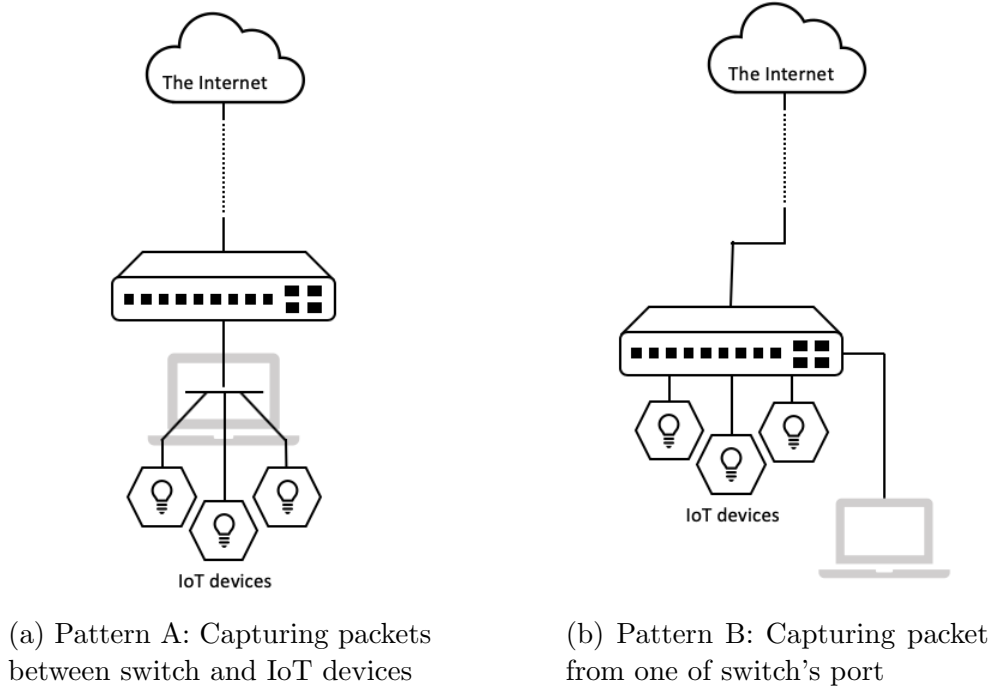 The Internet
The Internet
IoT devices
IoT devices
(a) Pattern A: Capturing packets
between switch and IoT devices
(b) Pattern B: Capturing packet
from one of switch's port